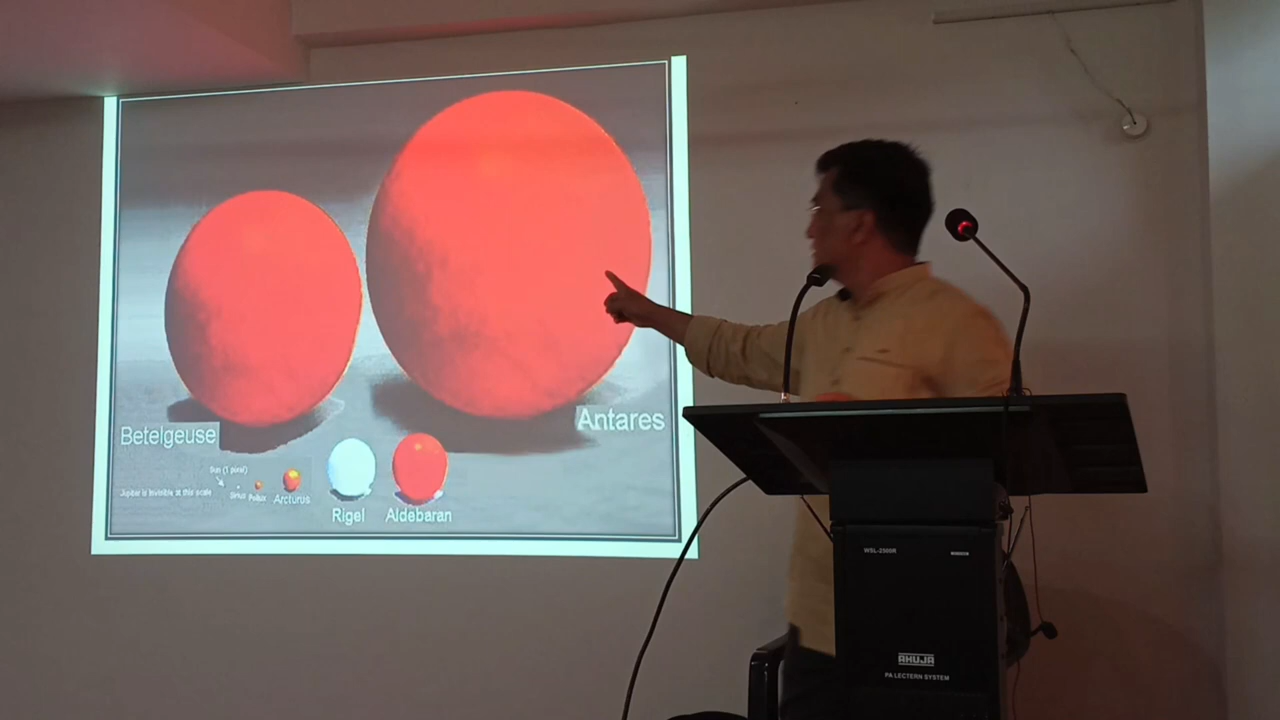 Betelgeuse
Antares
Sun (1 pixel)
Jupiter is invisible at this scale
Sirius
Pollux
Arcturus
Rigel
Aldebaran
WSL-2500R
AHUJA
PA LECTERN SYSTEM